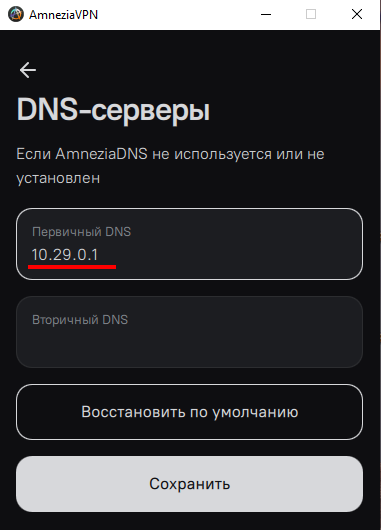 AmneziaVPN
DNS-серверы
Если AmneziaDNS не используется или не
установлен
Первичный DNS
10.29.0.1
Вторичный DNS
Восстановить по умолчанию
Сохранить